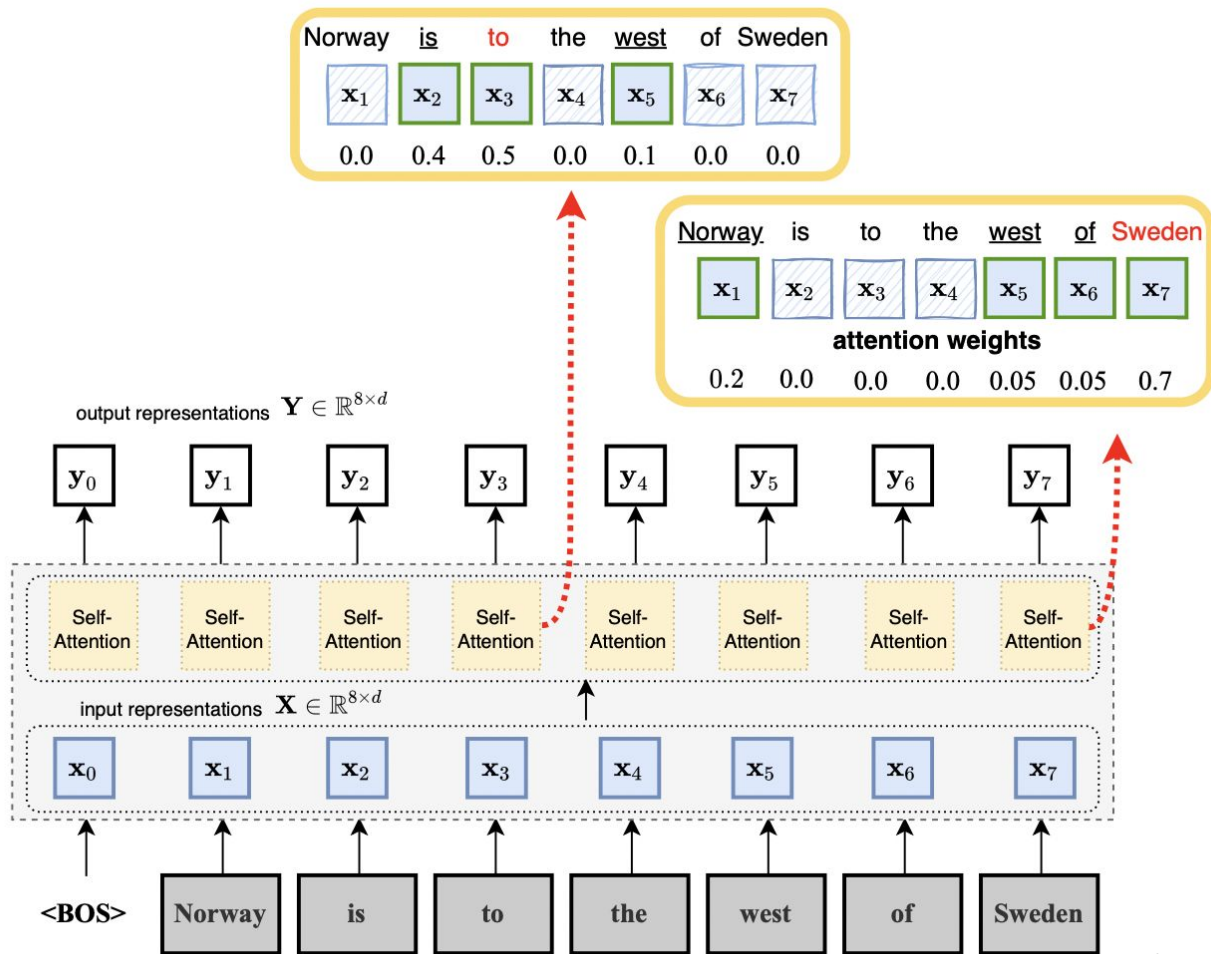 Norway is to the west of Sweden
x₁ x₂ x₃ x₄ x₅ x₆ x₇
0.0 0.4 0.5 0.0 0.1 0.0 0.0
Norway is to the west of Sweden
x₁ x₂ x₃ x₄ x₅ x₆ x₇
attention weights
0.2 0.0 0.0 0.0 0.05 0.05 0.7
output representations Y ∈ ℝ^{8×d}
y₀ y₁ y₂ y₃ y₄ y₅ y₆ y₇
Self- Self- Self- Self- Self- Self- Self- Self-
Attention Attention Attention Attention Attention Attention Attention Attention
input representations X ∈ ℝ^{8×d}
x₀ x₁ x₂ x₃ x₄ x₅ x₆ x₇
<BOS> Norway is to the west of Sweden